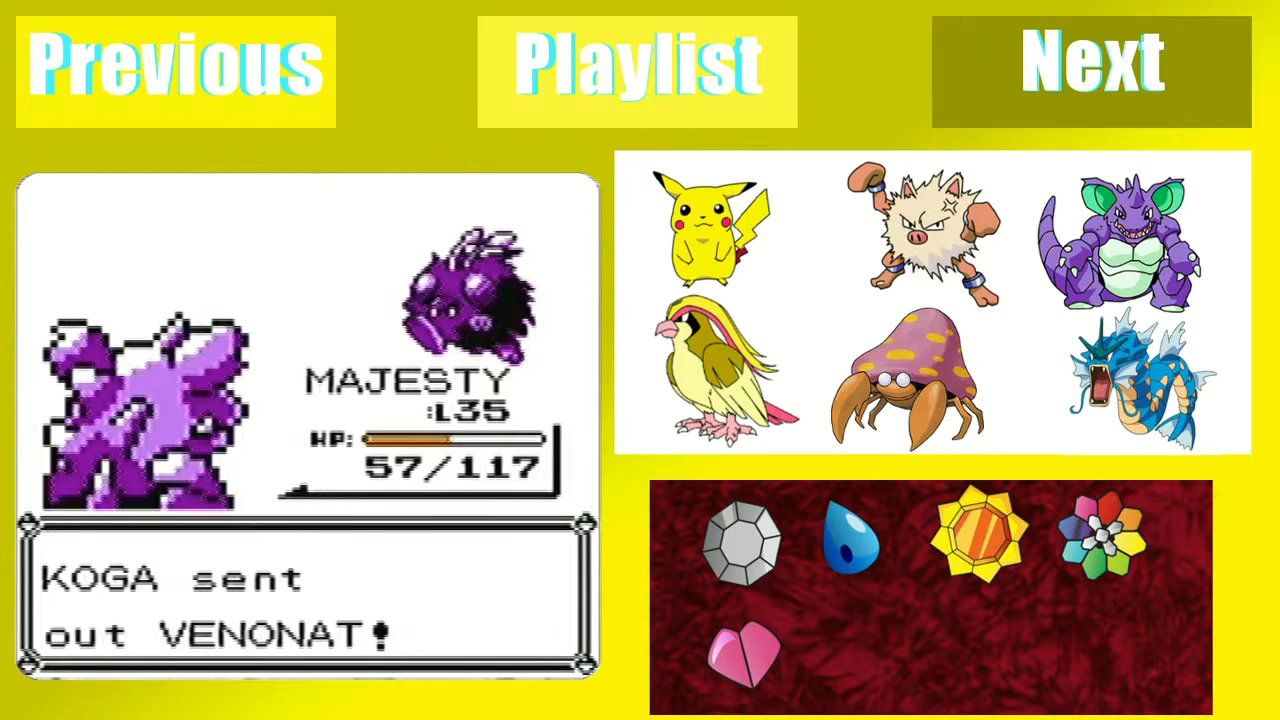 Previous
Playlist
Next
MAJESTY
:L35
HP:
57/117
KOGA sent
out VENONAT!